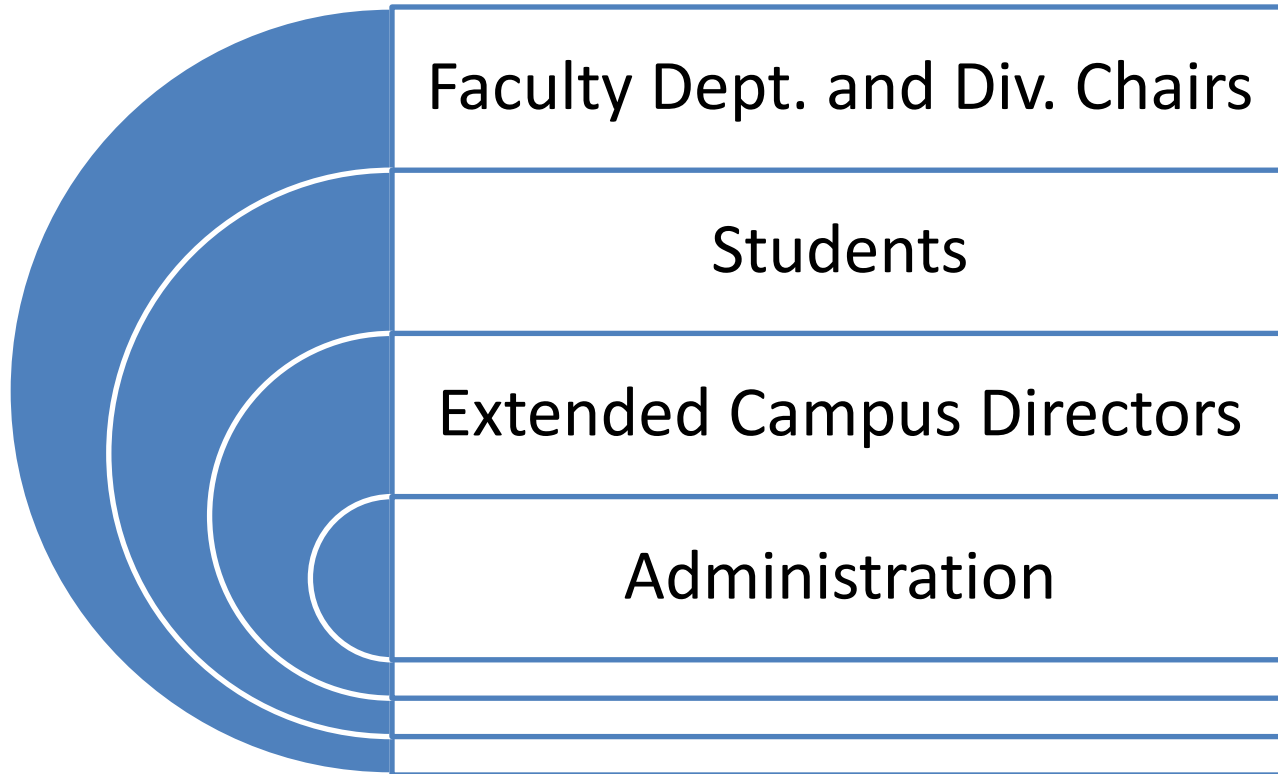 Faculty Dept. and Div. Chairs
Students
Extended Campus Directors
Administration